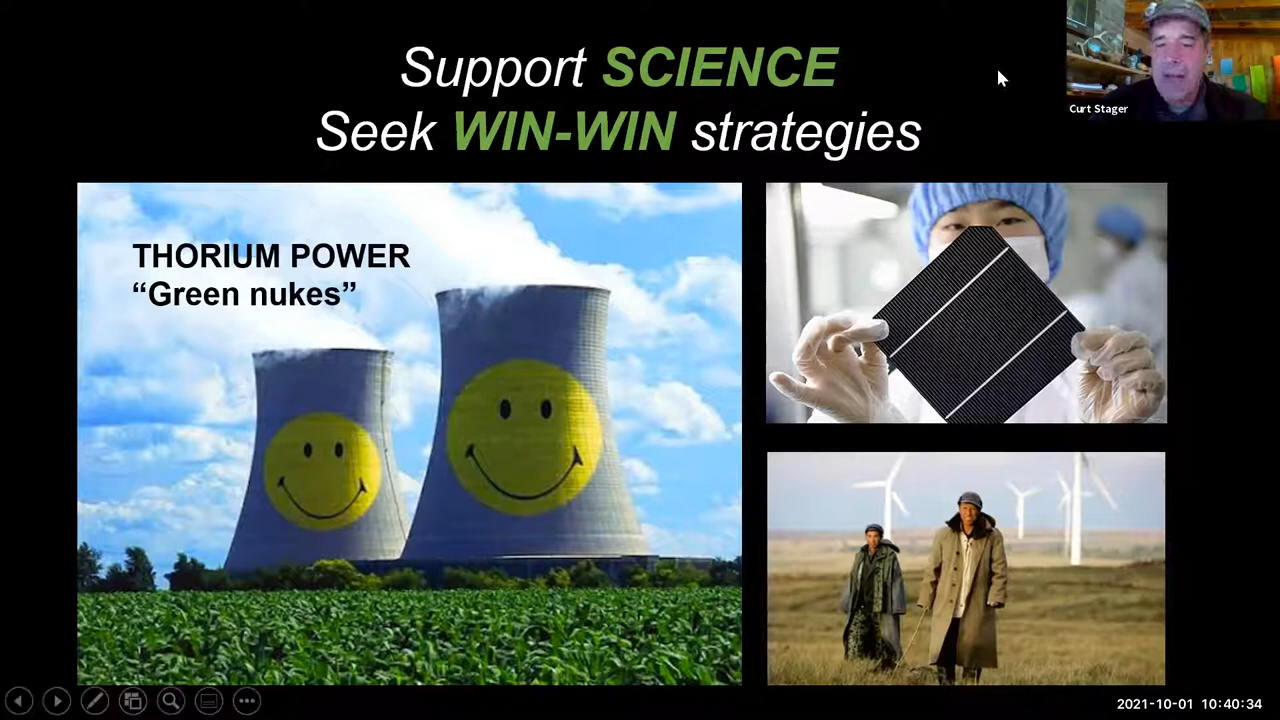 Support SCIENCE
Seek WIN-WIN strategies
Curt Stager
THORIUM POWER
“Green nukes”
2021-10-01 10:40:34